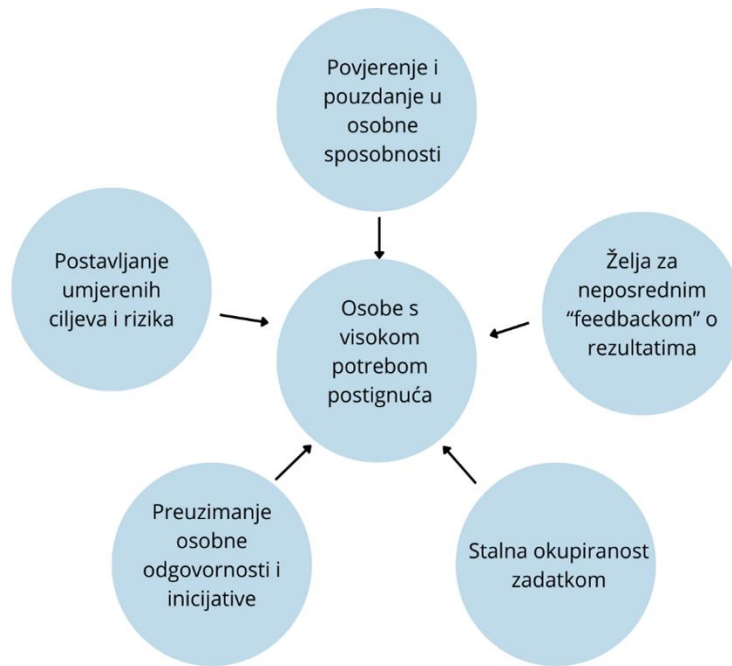 Povjerenje i
pouzdanje u
osobne
sposobnosti
Postavljanje
umjerenih
ciljeva i rizika
Želja za
neposrednim
“feedbackom” o
rezultatima
Osobe s
visokom
potrebom
postignuća
Preuzimanje
osobne
odgovornosti i
inicijative
Stalna okupiranost
zadatkom